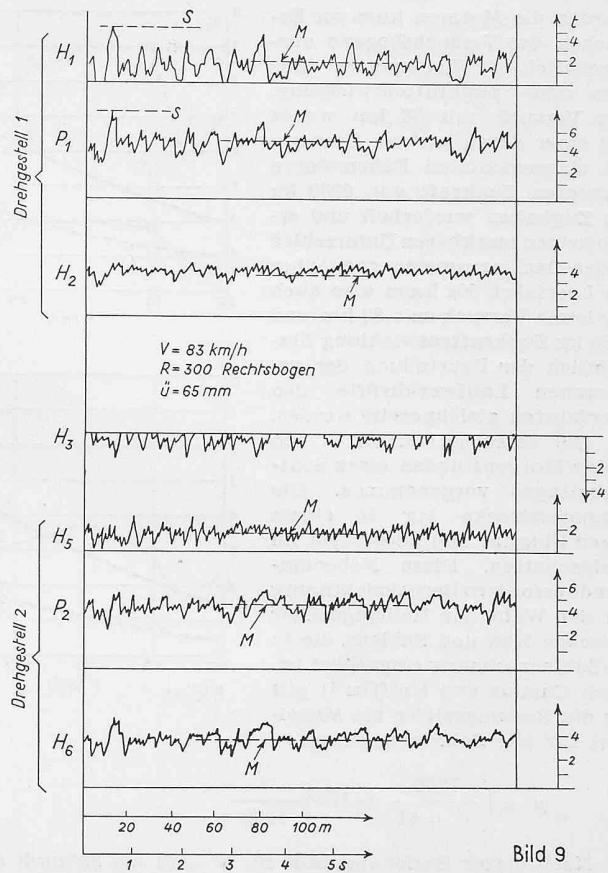 S
H1
M
4
2
Drehgestell 1
S
P1
M
6
4
2
H2
M
4
2
V = 83 km/h
R = 300 Rechtsbogen
ü = 65 mm
H3
2
4
Drehgestell 2
H5
M
2
P2
M
6
4
2
H6
M
4
2
20 40 60 80 100 m
1 2 3 4 5 s
Bild 9